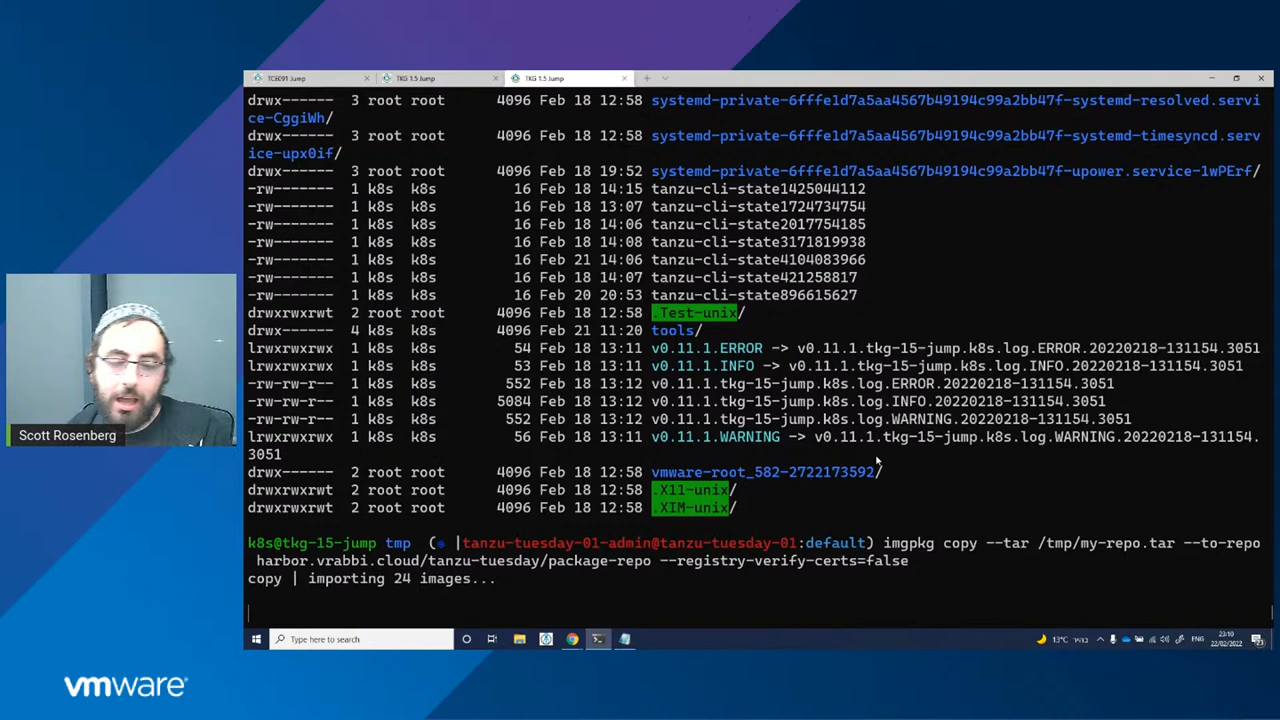 TCE091 Jump
TKG 1.5 Jump
TKG 1.5 Jump
drwx------ 3 root root 4096 Feb 18 12:58 systemd-private-6fffe1d7a5aa4567b49194c99a2bb47f-systemd-resolved.servi
ce-CggiWh/
drwx------ 3 root root 4096 Feb 18 12:58 systemd-private-6fffe1d7a5aa4567b49194c99a2bb47f-systemd-timesyncd.serv
ice-upx0if/
drwx------ 3 root root 4096 Feb 18 19:52 systemd-private-6fffe1d7a5aa4567b49194c99a2bb47f-upower.service-1wPErf/
-rw------- 1 k8s k8s 16 Feb 18 14:15 tanzu-cli-state1425044112
-rw------- 1 k8s k8s 16 Feb 18 13:07 tanzu-cli-state1724734754
-rw------- 1 k8s k8s 16 Feb 18 14:06 tanzu-cli-state2017754185
-rw------- 1 k8s k8s 16 Feb 18 14:08 tanzu-cli-state3171819938
-rw------- 1 k8s k8s 16 Feb 21 14:06 tanzu-cli-state4104083966
-rw------- 1 k8s k8s 16 Feb 18 14:07 tanzu-cli-state421258817
-rw------- 1 k8s k8s 16 Feb 20 20:53 tanzu-cli-state896615627
drwxrwxrwt 2 root root 4096 Feb 18 12:58 .Test-unix/
drwx------ 4 k8s k8s 4096 Feb 21 11:20 tools/
lrwxrwxrwx 1 k8s k8s 54 Feb 18 13:11 v0.11.1.ERROR -> v0.11.1.tkg-15-jump.k8s.log.ERROR.20220218-131154.3051
lrwxrwxrwx 1 k8s k8s 53 Feb 18 13:11 v0.11.1.INFO -> v0.11.1.tkg-15-jump.k8s.log.INFO.20220218-131154.3051
-rw-rw-r-- 1 k8s k8s 552 Feb 18 13:12 v0.11.1.tkg-15-jump.k8s.log.ERROR.20220218-131154.3051
-rw-rw-r-- 1 k8s k8s 5084 Feb 18 13:12 v0.11.1.tkg-15-jump.k8s.log.INFO.20220218-131154.3051
-rw-rw-r-- 1 k8s k8s 552 Feb 18 13:12 v0.11.1.tkg-15-jump.k8s.log.WARNING.20220218-131154.3051
lrwxrwxrwx 1 k8s k8s 56 Feb 18 13:11 v0.11.1.WARNING -> v0.11.1.tkg-15-jump.k8s.log.WARNING.20220218-131154.
3051
drwx------ 2 root root 4096 Feb 18 12:58 vmware-root_582-2722173592/
drwxrwxrwt 2 root root 4096 Feb 18 12:58 .X11-unix/
drwxrwxrwt 2 root root 4096 Feb 18 12:58 .XIM-unix/
k8s@tkg-15-jump tmp (|tanzu-tuesday-01-admin@tanzu-tuesday-01:default) imgpkg copy --tar /tmp/my-repo.tar --to-repo
harbor.vrabbi.cloud/tanzu-tuesday/package-repo --registry-verify-certs=false
copy | importing 24 images...
Scott Rosenberg
Type here to search
13°C בהיר
ENG
23:10
22/02/2022
vmware®